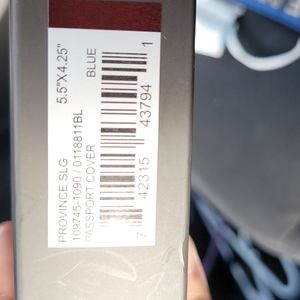 PROVINCE SLG 5.5"X4.25"
109745-1090 / 0118811BL
PASSPORT COVER BLUE
7 42315 43794 1